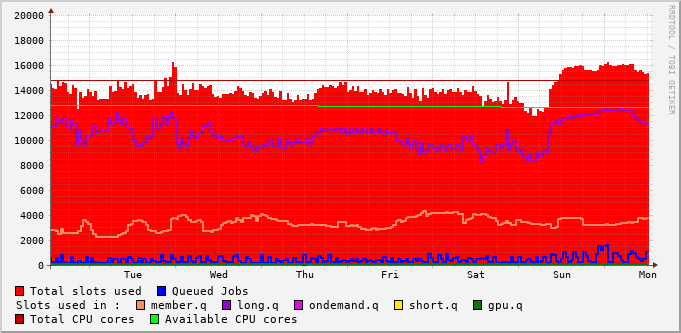 20000
18000
16000
14000
12000
10000
8000
6000
4000
2000
0
Tue Wed Thu Fri Sat Sun Mon
RRDTOOL / TOBI OETIKER
Total slots used Queued Jobs
Slots used in : member.q long.q ondemand.q short.q gpu.q
Total CPU cores Available CPU cores